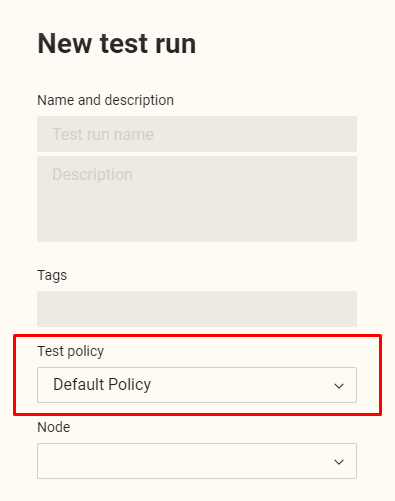 New test run
Name and description
Test run name
Description
Tags
Test policy
Default Policy
Node